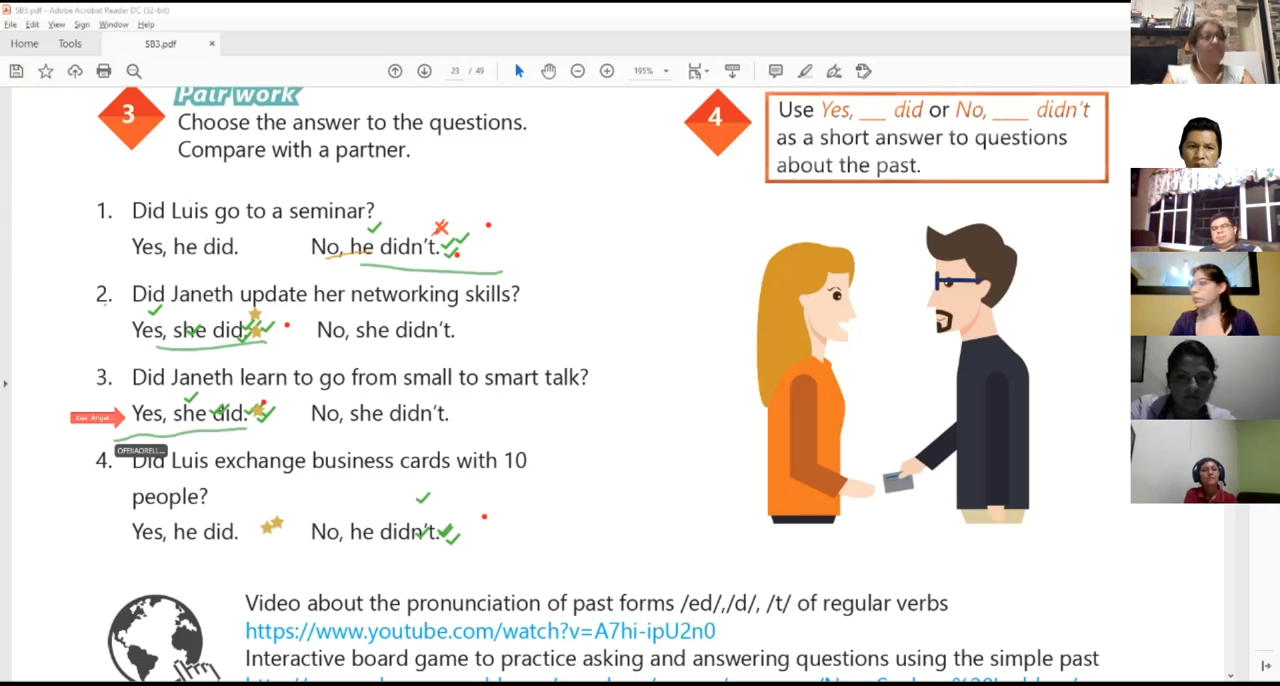 SB3.pdf - Adobe Acrobat Reader DC (32-bit)
File Edit View Sign Window Help
Home Tools SB3.pdf ×
23 / 49 195%
3 Pair work
Choose the answer to the questions.
Compare with a partner.
1. Did Luis go to a seminar?
Yes, he did. No, he didn't.
2. Did Janeth update her networking skills?
Yes, she did. No, she didn't.
3. Did Janeth learn to go from small to smart talk?
Yes, she did. No, she didn't.
4. Did Luis exchange business cards with 10
people?
Yes, he did. No, he didn't.
4
Use Yes, __ did or No, ___ didn't
as a short answer to questions
about the past.
Video about the pronunciation of past forms /ed/,/d/, /t/ of regular verbs
https://www.youtube.com/watch?v=A7hi-ipU2n0
Interactive board game to practice asking and answering questions using the simple past